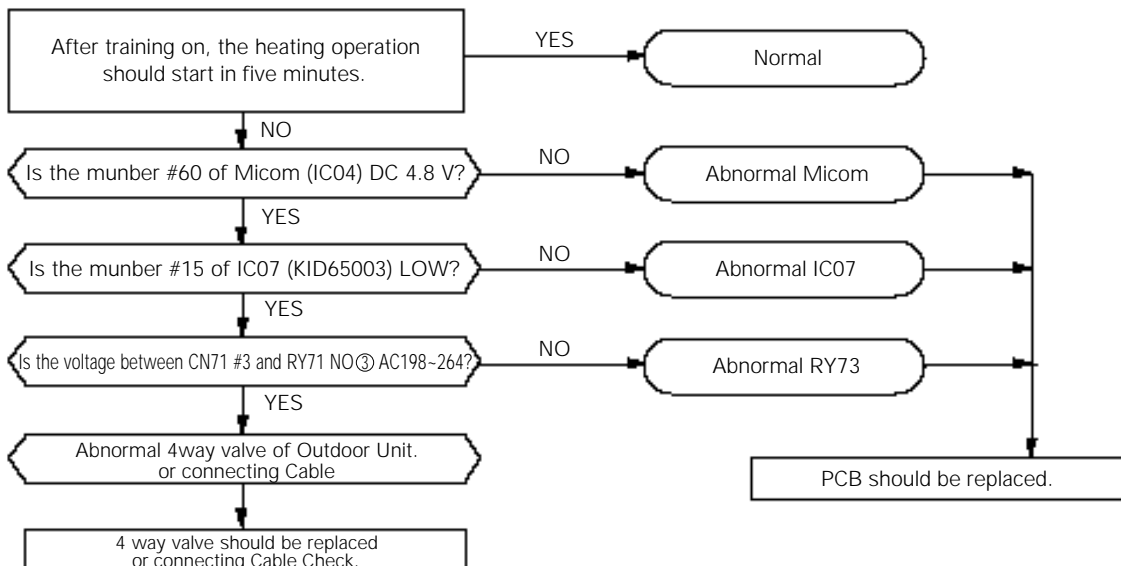 After training on, the heating operation
should start in five minutes.
YES
Normal
NO
Is the munber #60 of Micom (IC04) DC 4.8 V?
NO
Abnormal Micom
YES
Is the munber #15 of IC07 (KID65003) LOW?
NO
Abnormal IC07
YES
Is the voltage between CN71 #3 and RY71 NO③ AC198~264?
NO
Abnormal RY73
YES
Abnormal 4way valve of Outdoor Unit.
or connecting Cable
PCB should be replaced.
4 way valve should be replaced
or connecting Cable Check.